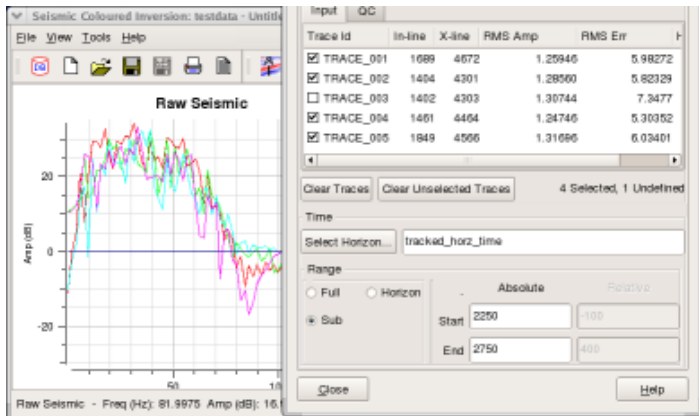 Seismic Coloured Inversion: testdata - Untitle
File View Tools Help
Raw Seismic
Amp (dB)
20
0
-20
50
10
Raw Seismic - Freq (Hz): 81.9975 Amp (dB): 16.
Input QC
Trace Id In-line X-line RMS Amp RMS Err
TRACE_001 1689 4672 1.25946 5.98272
TRACE_002 1404 4301 1.28560 5.82329
TRACE_003 1402 4303 1.30744 7.3477
TRACE_004 1461 4464 1.24746 5.30352
TRACE_005 1849 4566 1.31696 6.03401
Clear Traces Clear Unselected Traces 4 Selected, 1 Undefined
Time
Select Horizon... tracked_horz_time
Range
Full Horizon Absolute Relative
Sub Start 2250 -100
End 2750 400
Close Help